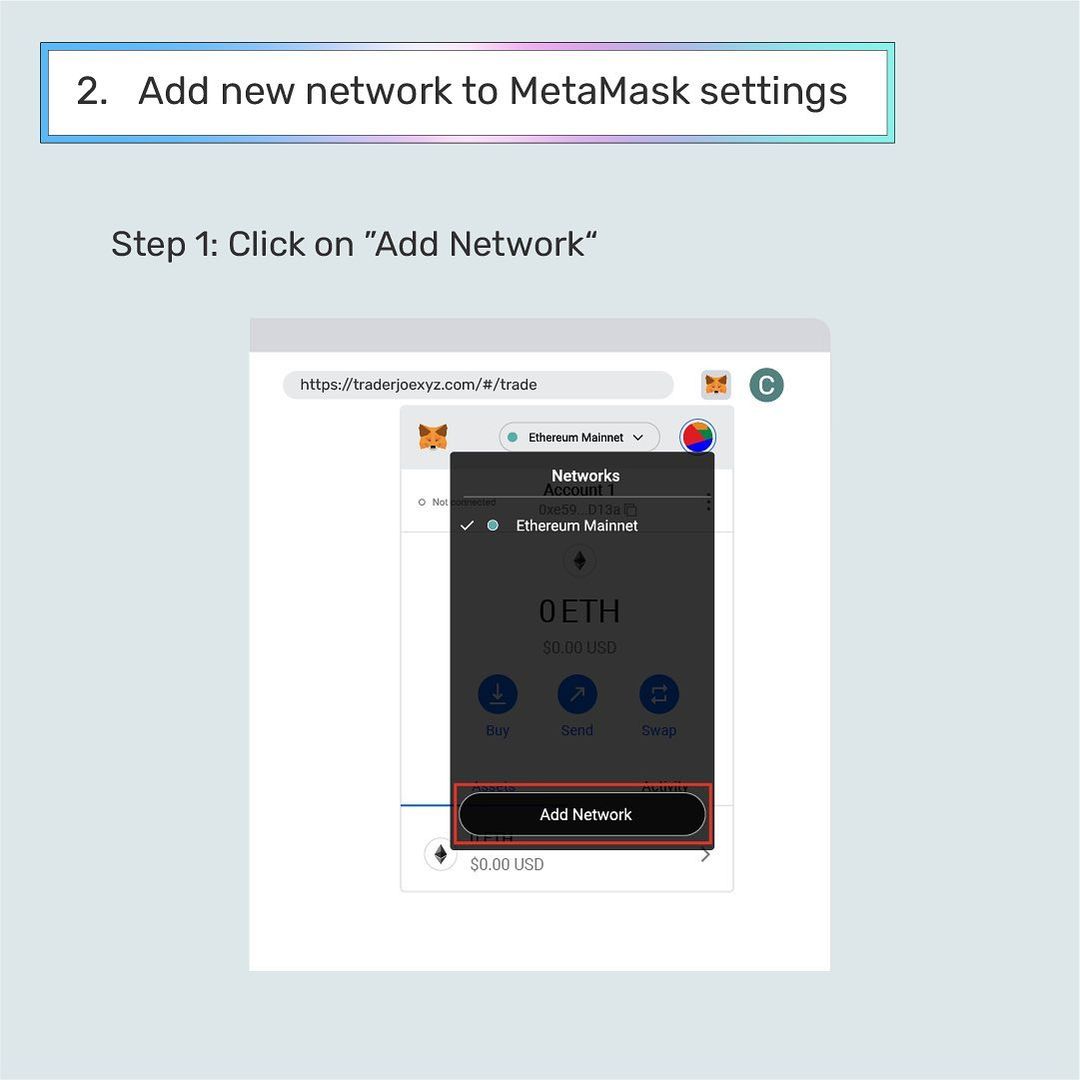 2. Add new network to MetaMask settings
Step 1: Click on ”Add Network“
https://traderjoexyz.com/#/trade
C
Ethereum Mainnet
Networks
Account 1
Not connected
0xe59...D13a
Ethereum Mainnet
0 ETH
$0.00 USD
Buy Send Swap
Assets Activity
Add Network
0 ETH
$0.00 USD